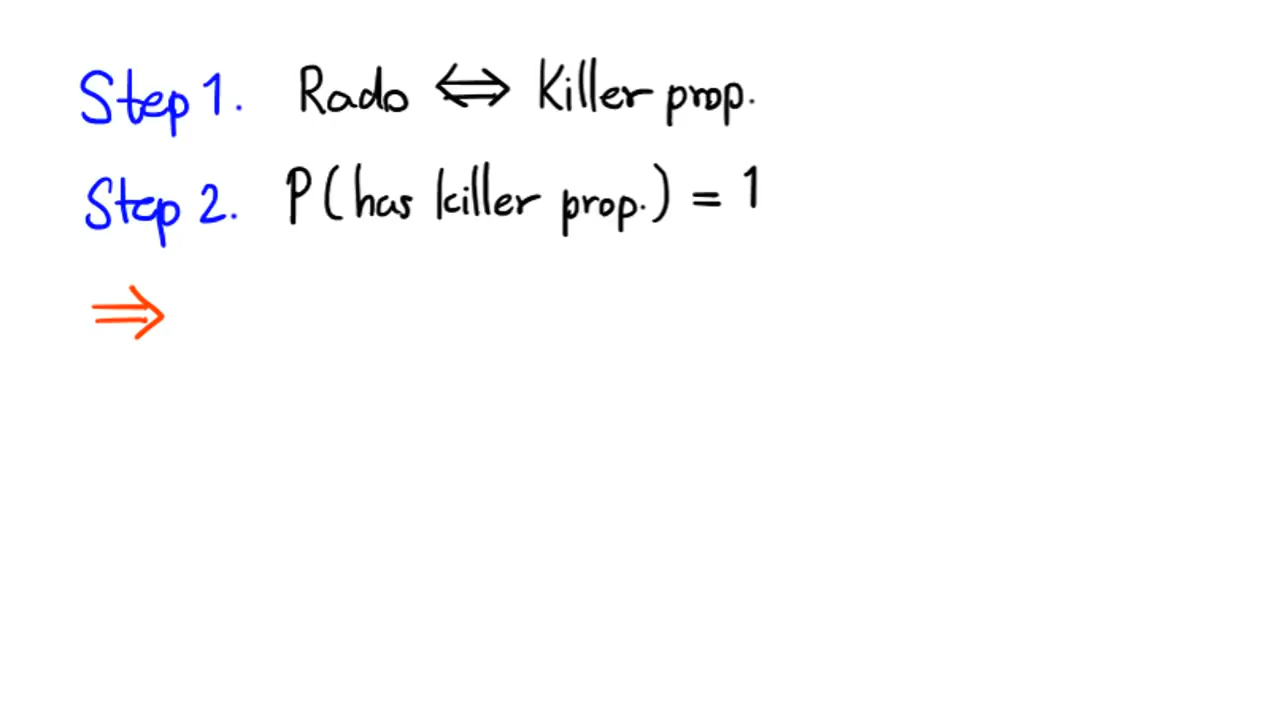 Step 1. Rado ⟺ Killer prop.
Step 2. P(has killer prop.) = 1
⇒